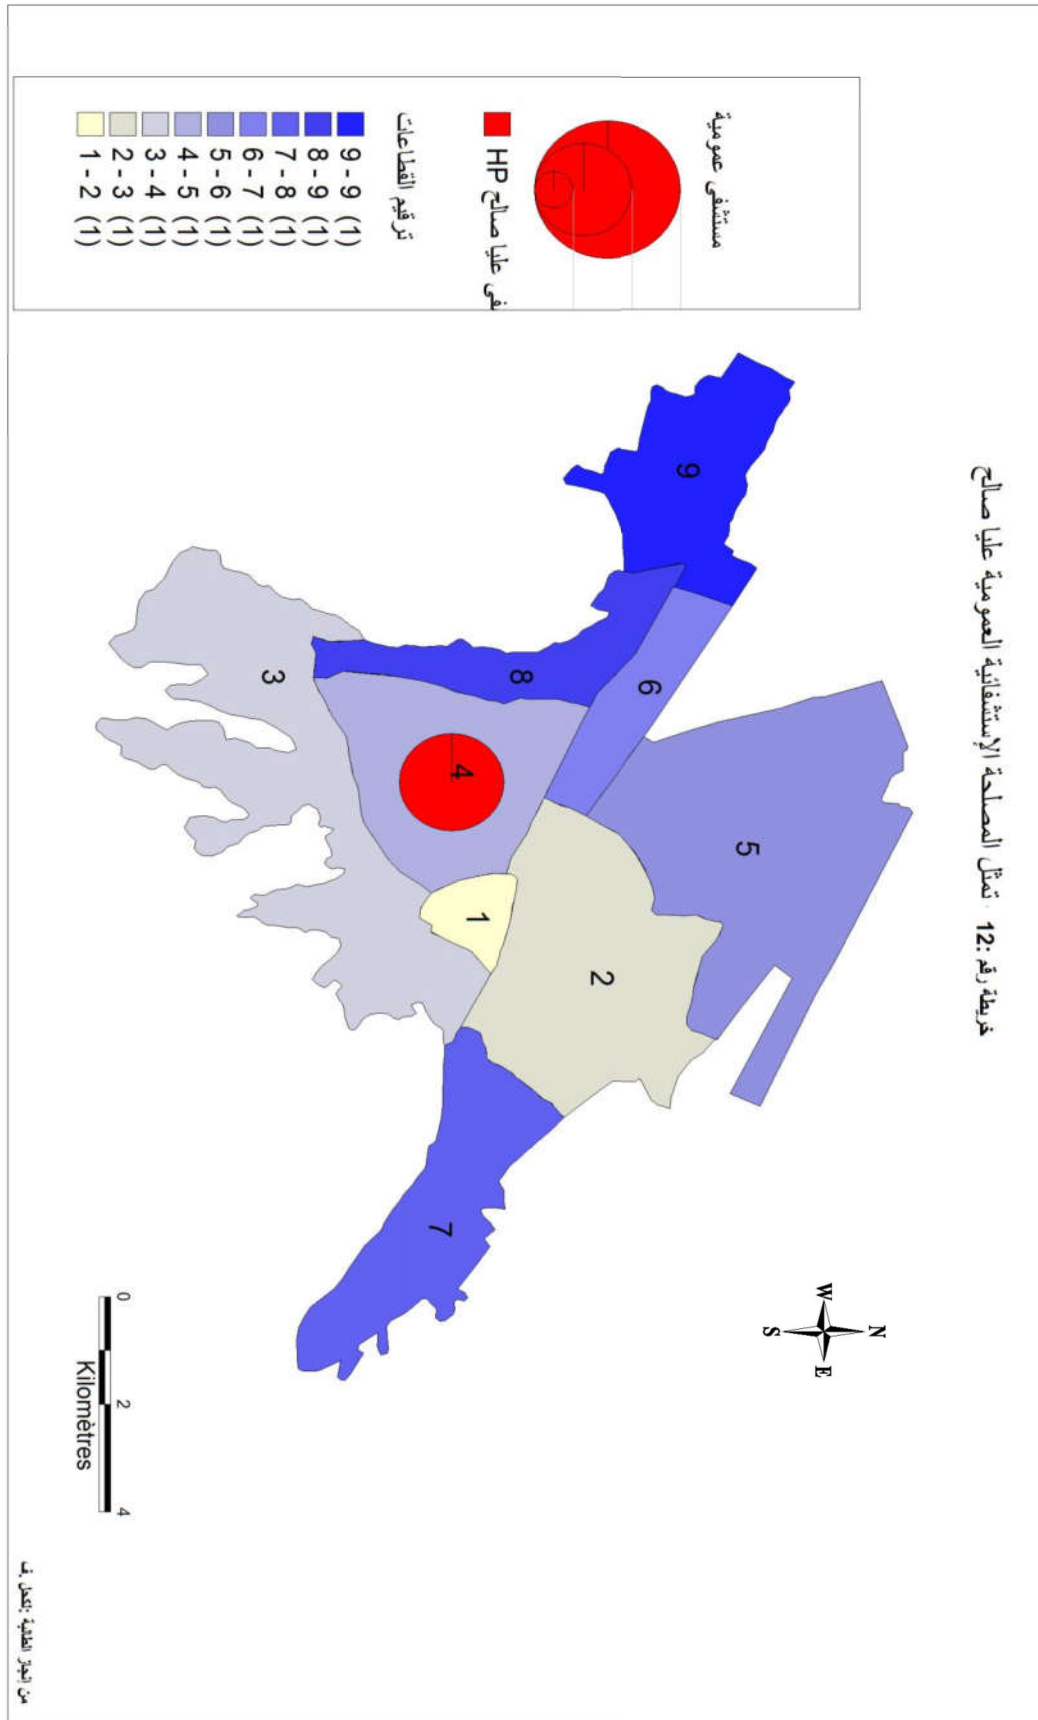 خريطة رقم :12 . تمثل المصلحة الإستشفائية العمومية عليا صالح
مستشفى عمومية
HP فى عليا صالح
ترقيم القطاعات
9 - 9 (1)
8 - 9 (1)
7 - 8 (1)
6 - 7 (1)
5 - 6 (1)
4 - 5 (1)
3 - 4 (1)
2 - 3 (1)
1 - 2 (1)
9
6
5
8
4
3
2
1
7
N
W
E
S
0 2 4
Kilomètres
من إنجاز الطالبة